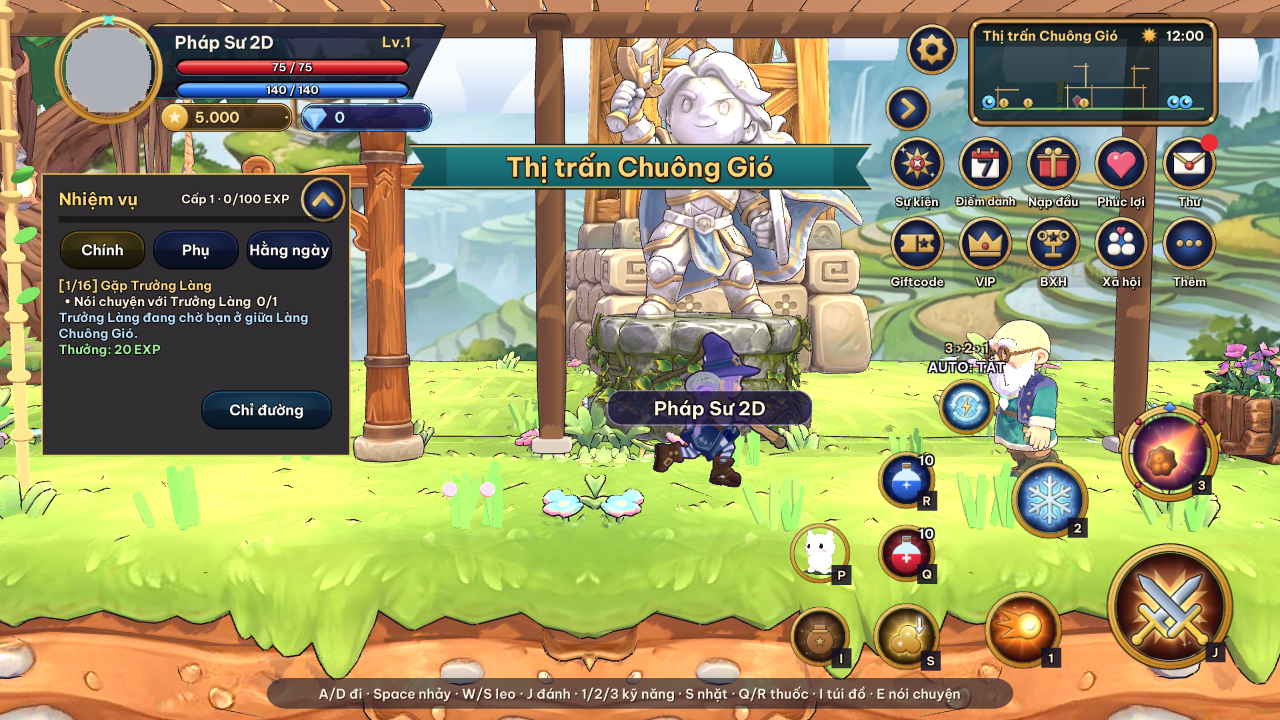 Pháp Sư 2D
Lv.1
75 / 75
140 / 140
5.000
0
Thị trấn Chuông Gió
12:00
Thị trấn Chuông Gió
Sự kiện
7
Điểm danh
Nạp đầu
Phúc lợi
Thư
Giftcode
VIP
BXH
Xã hội
Thêm
Nhiệm vụ
Cấp 1 · 0/100 EXP
Chính
Phụ
Hằng ngày
[1/16] Gặp Trưởng Làng
• Nói chuyện với Trưởng Làng 0/1
Trưởng Làng đang chờ bạn ở giữa Làng
Chuông Gió.
Thưởng: 20 EXP
Chỉ đường
3>2>1
AUTO: TẮT
Pháp Sư 2D
10
R
3
2
10
Q
P
I
S
1
J
A/D đi · Space nhảy · W/S leo · J đánh · 1/2/3 kỹ năng · S nhặt · Q/R thuốc · I túi đồ · E nói chuyện